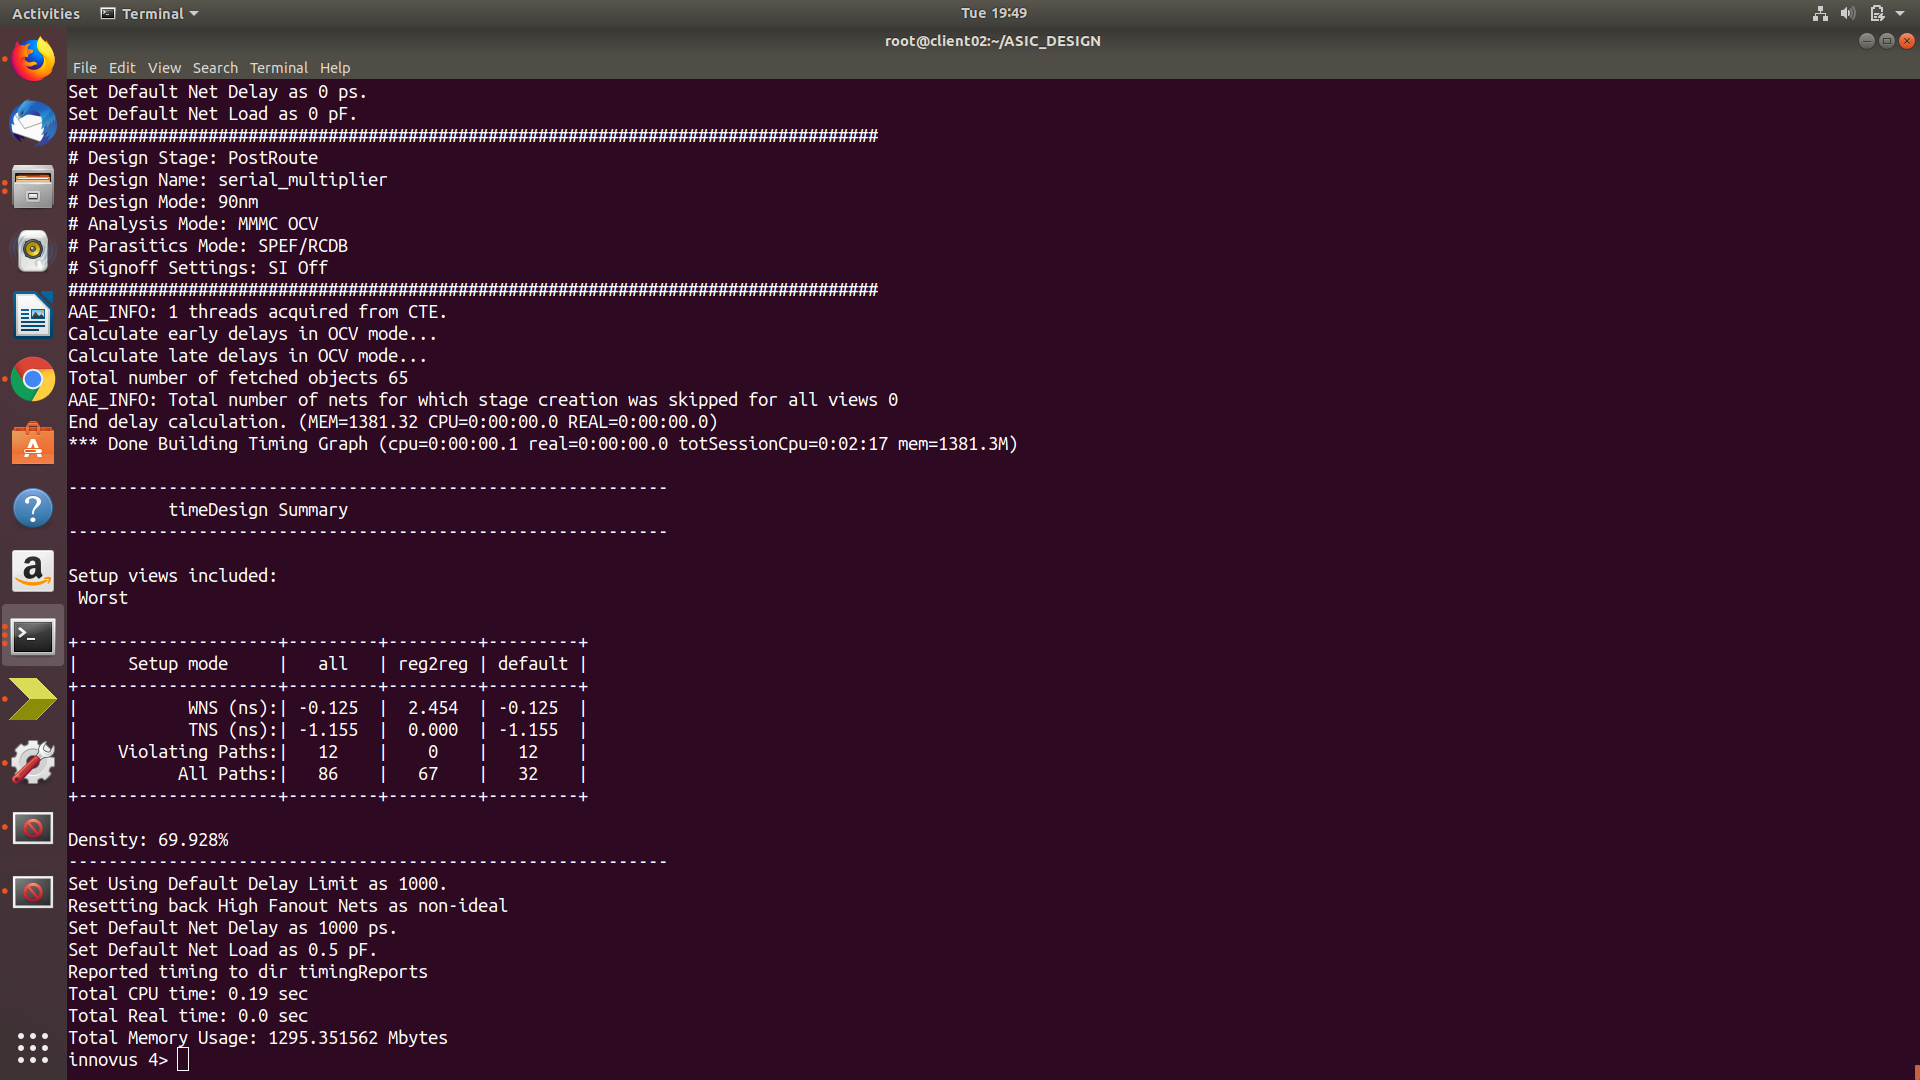 Activities Terminal Tue 19:49
root@client02:~/ASIC_DESIGN
File Edit View Search Terminal Help
Set Default Net Delay as 0 ps.
Set Default Net Load as 0 pF.
#################################################################################
# Design Stage: PostRoute
# Design Name: serial_multiplier
# Design Mode: 90nm
# Analysis Mode: MMMC OCV
# Parasitics Mode: SPEF/RCDB
# Signoff Settings: SI Off
#################################################################################
AAE_INFO: 1 threads acquired from CTE.
Calculate early delays in OCV mode...
Calculate late delays in OCV mode...
Total number of fetched objects 65
AAE_INFO: Total number of nets for which stage creation was skipped for all views 0
End delay calculation. (MEM=1381.32 CPU=0:00:00.0 REAL=0:00:00.0)
*** Done Building Timing Graph (cpu=0:00:00.1 real=0:00:00.0 totSessionCpu=0:02:17 mem=1381.3M)
------------------------------------------------------------
          timeDesign Summary
------------------------------------------------------------
Setup views included:
 Worst
+--------------------+---------+---------+---------+
|     Setup mode     |   all   | reg2reg | default |
+--------------------+---------+---------+---------+
|           WNS (ns):| -0.125  |  2.454  | -0.125  |
|           TNS (ns):| -1.155  |  0.000  | -1.155  |
|    Violating Paths:|   12    |    0    |   12    |
|          All Paths:|   86    |   67    |   32    |
+--------------------+---------+---------+---------+
Density: 69.928%
------------------------------------------------------------
Set Using Default Delay Limit as 1000.
Resetting back High Fanout Nets as non-ideal
Set Default Net Delay as 1000 ps.
Set Default Net Load as 0.5 pF.
Reported timing to dir timingReports
Total CPU time: 0.19 sec
Total Real time: 0.0 sec
Total Memory Usage: 1295.351562 Mbytes
innovus 4>